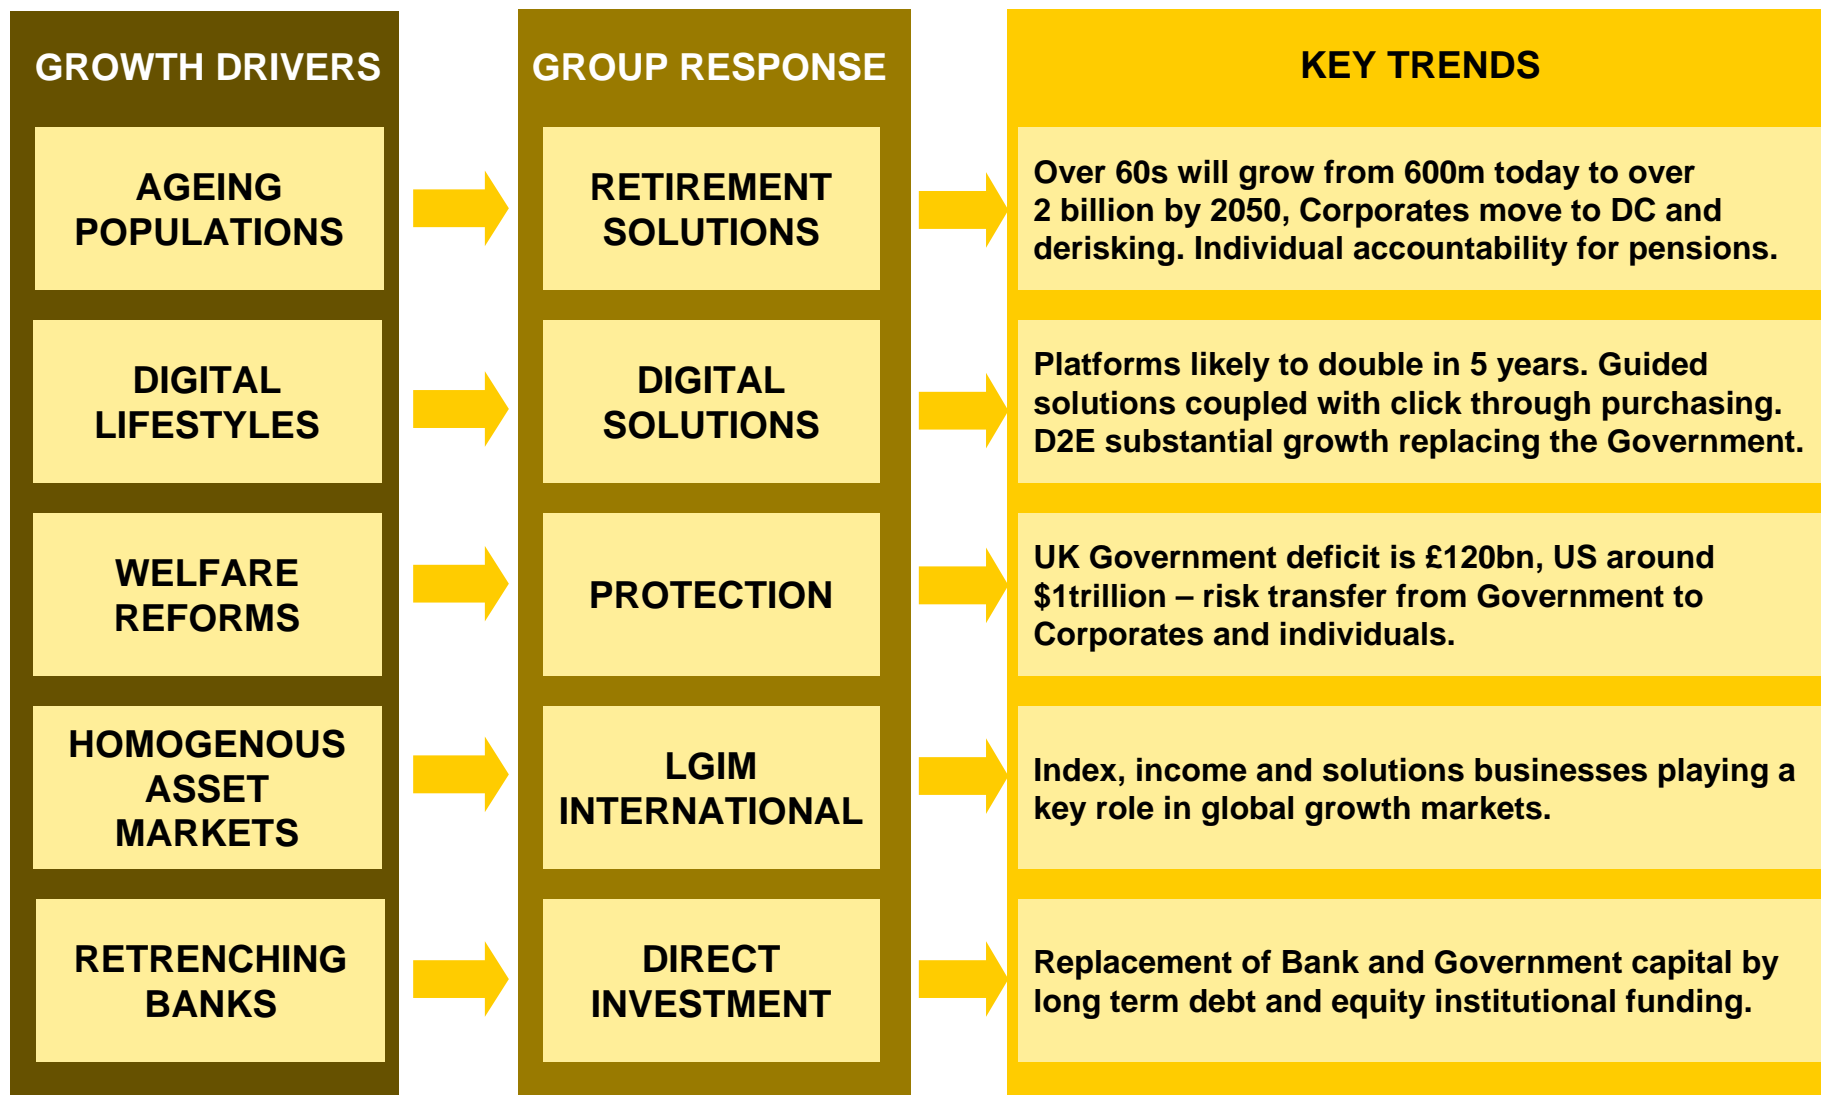 GROWTH DRIVERS
GROUP RESPONSE
KEY TRENDS
AGEING
POPULATIONS
RETIREMENT
SOLUTIONS
Over 60s will grow from 600m today to over
2 billion by 2050, Corporates move to DC and
derisking. Individual accountability for pensions.
DIGITAL
LIFESTYLES
DIGITAL
SOLUTIONS
Platforms likely to double in 5 years. Guided
solutions coupled with click through purchasing.
D2E substantial growth replacing the Government.
WELFARE
REFORMS
PROTECTION
UK Government deficit is £120bn, US around
$1trillion – risk transfer from Government to
Corporates and individuals.
HOMOGENOUS
ASSET
MARKETS
LGIM
INTERNATIONAL
Index, income and solutions businesses playing a
key role in global growth markets.
RETRENCHING
BANKS
DIRECT
INVESTMENT
Replacement of Bank and Government capital by
long term debt and equity institutional funding.